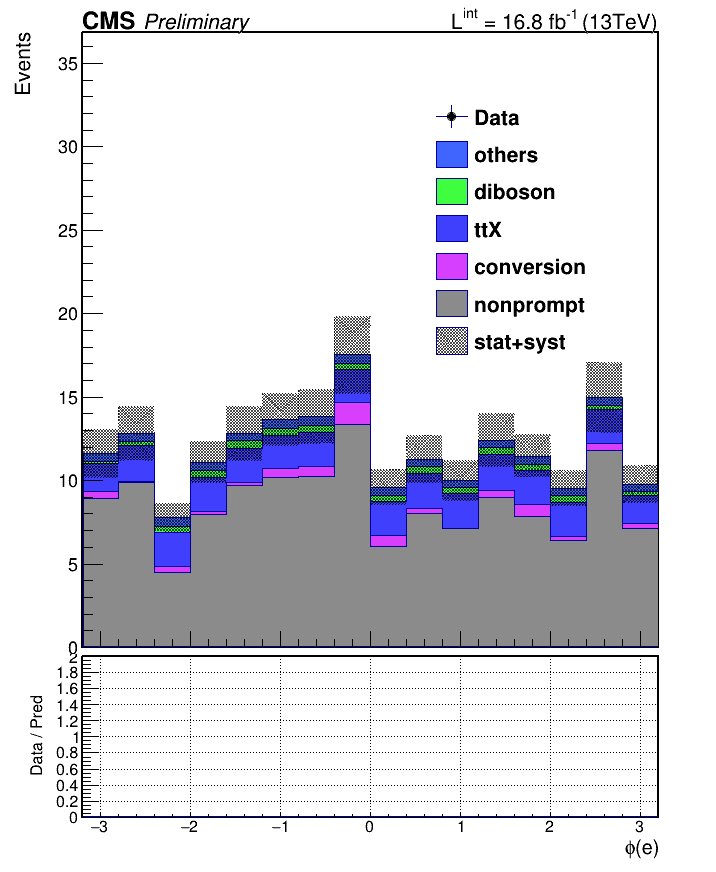 CMS Preliminary
L^int = 16.8 fb^-1 (13TeV)
Events
35
30
25
20
15
10
5
0
Data
others
diboson
ttX
conversion
nonprompt
stat+syst
Data / Pred
2
1.8
1.6
1.4
1.2
1
0.8
0.6
0.4
0.2
0
−3 −2 −1 0 1 2 3
ϕ(e)